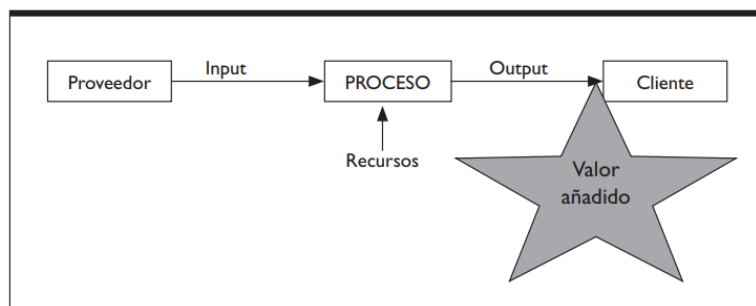 Proveedor
Input
PROCESO
Output
Cliente
Recursos
Valor
añadido